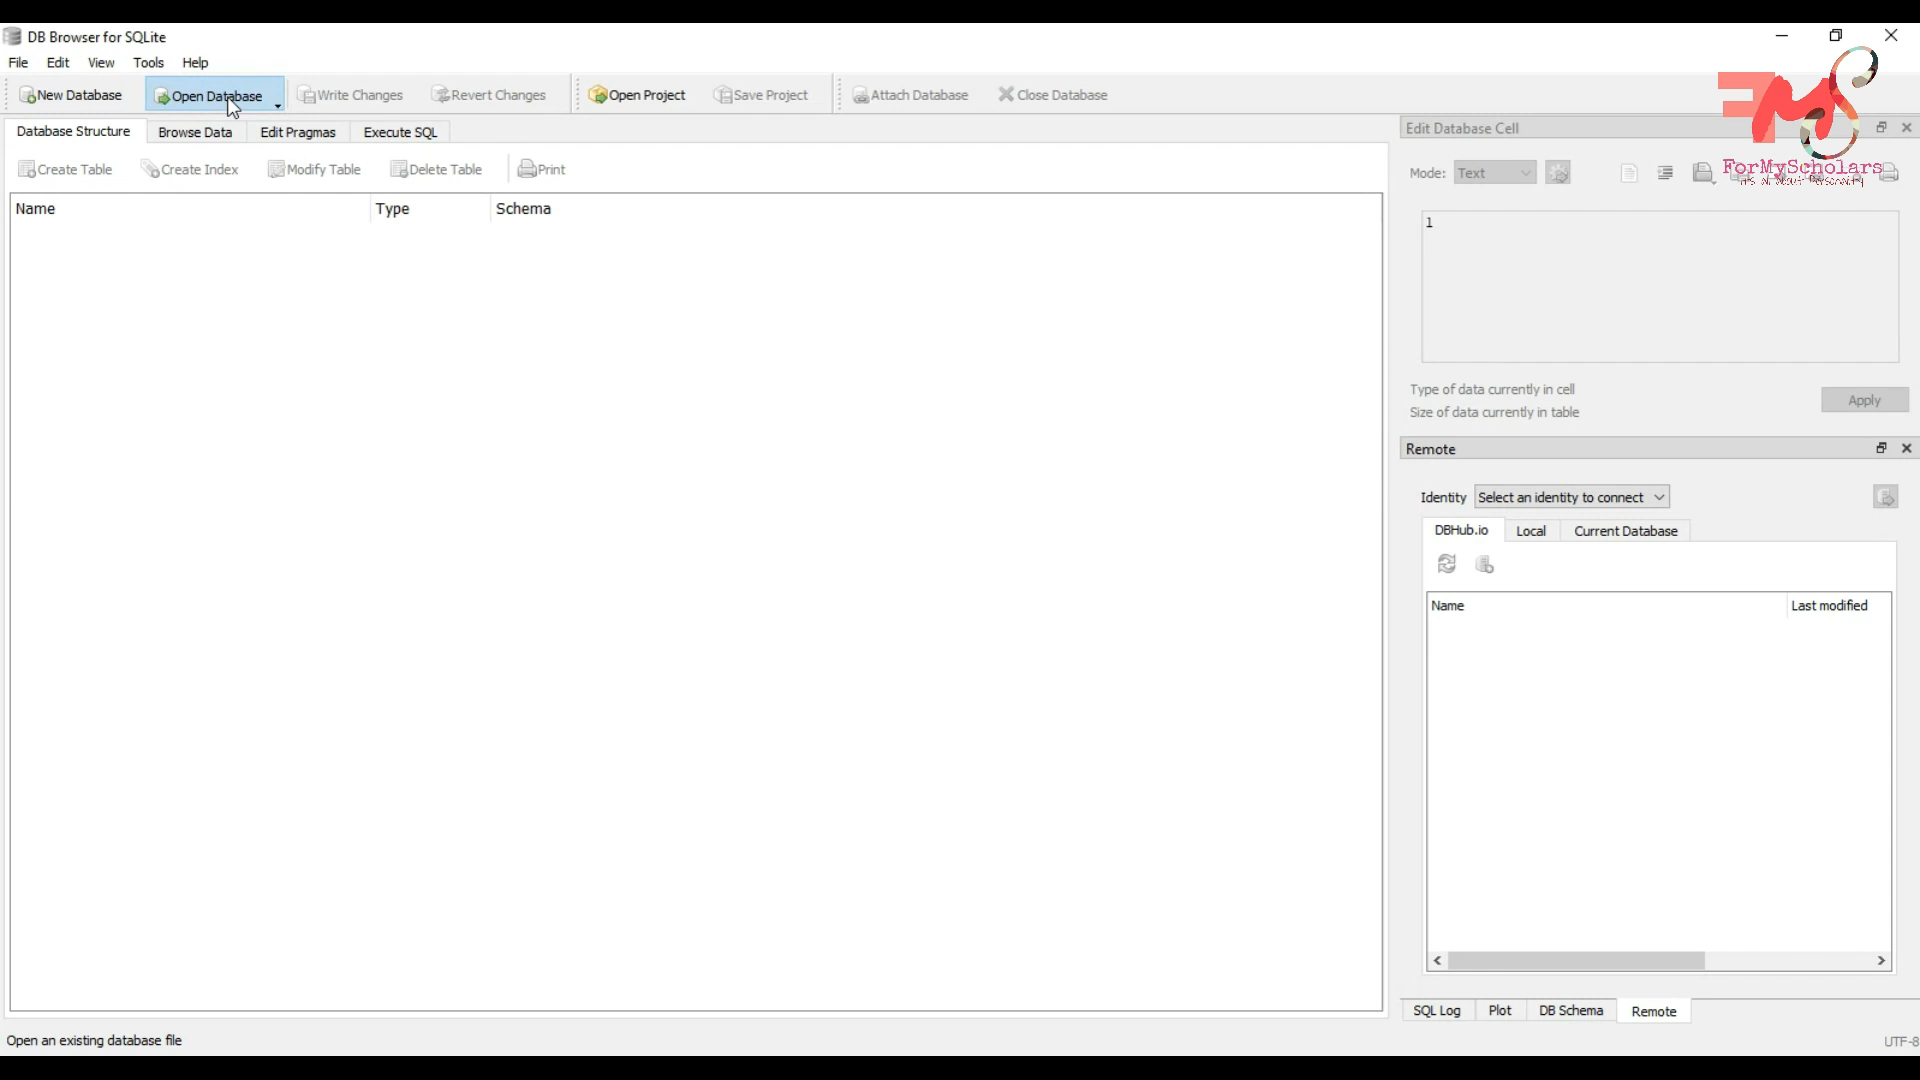 DB Browser for SQLite
File Edit View Tools Help
New Database Open Database Write Changes Revert Changes Open Project Save Project Attach Database Close Database
Database Structure Browse Data Edit Pragmas Execute SQL
Create Table Create Index Modify Table Delete Table Print
Name Type Schema
Edit Database Cell
Mode: Text
FMS
ForMyScholars
1
Type of data currently in cell
Size of data currently in table
Apply
Remote
Identity Select an identity to connect
DBHub.io Local Current Database
Name Last modified
SQL Log Plot DB Schema Remote
Open an existing database file
UTF-8